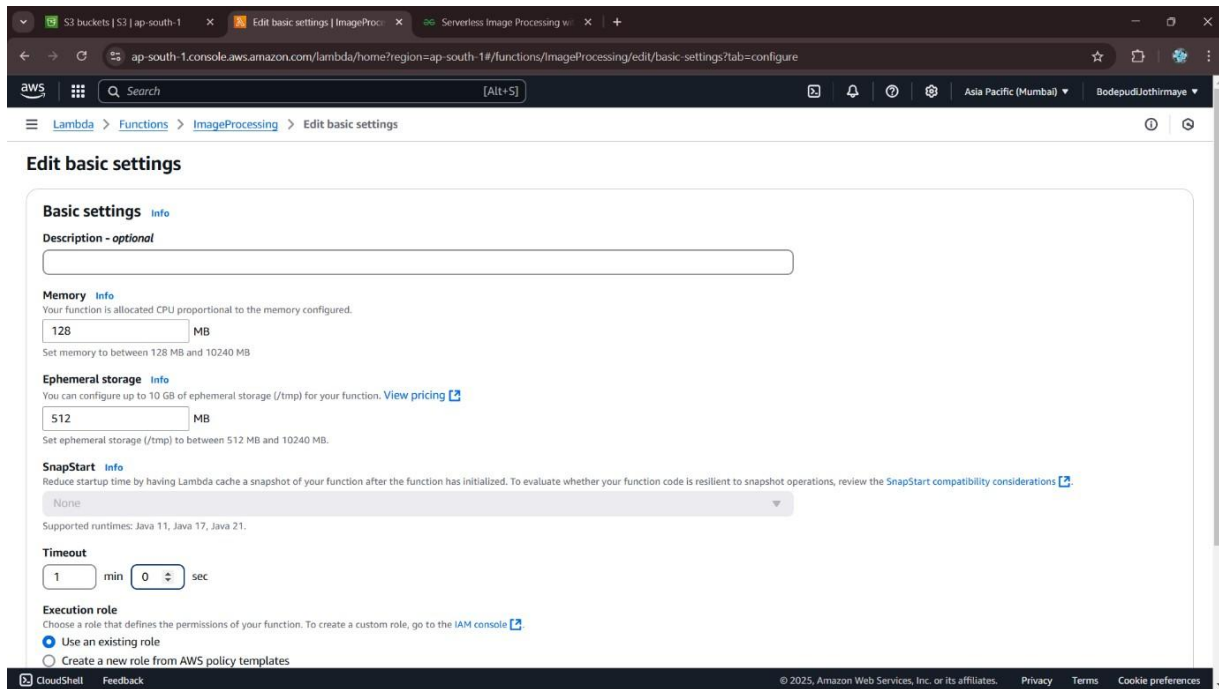 S3 buckets | S3 | ap-south-1
Edit basic settings | ImageProce
Serverless Image Processing wi
ap-south-1.console.aws.amazon.com/lambda/home?region=ap-south-1#/functions/ImageProcessing/edit/basic-settings?tab=configure
aws
Search
[Alt+S]
Asia Pacific (Mumbai)
BodepudiJothirmaye
Lambda > Functions > ImageProcessing > Edit basic settings
Edit basic settings
Basic settings Info
Description - optional
Memory Info
Your function is allocated CPU proportional to the memory configured.
128 MB
Set memory to between 128 MB and 10240 MB
Ephemeral storage Info
You can configure up to 10 GB of ephemeral storage (/tmp) for your function. View pricing
512 MB
Set ephemeral storage (/tmp) to between 512 MB and 10240 MB.
SnapStart Info
Reduce startup time by having Lambda cache a snapshot of your function after the function has initialized. To evaluate whether your function code is resilient to snapshot operations, review the SnapStart compatibility considerations.
None
Supported runtimes: Java 11, Java 17, Java 21.
Timeout
1 min 0 sec
Execution role
Choose a role that defines the permissions of your function. To create a custom role, go to the IAM console.
Use an existing role
Create a new role from AWS policy templates
CloudShell Feedback
© 2025, Amazon Web Services, Inc. or its affiliates. Privacy Terms Cookie preferences